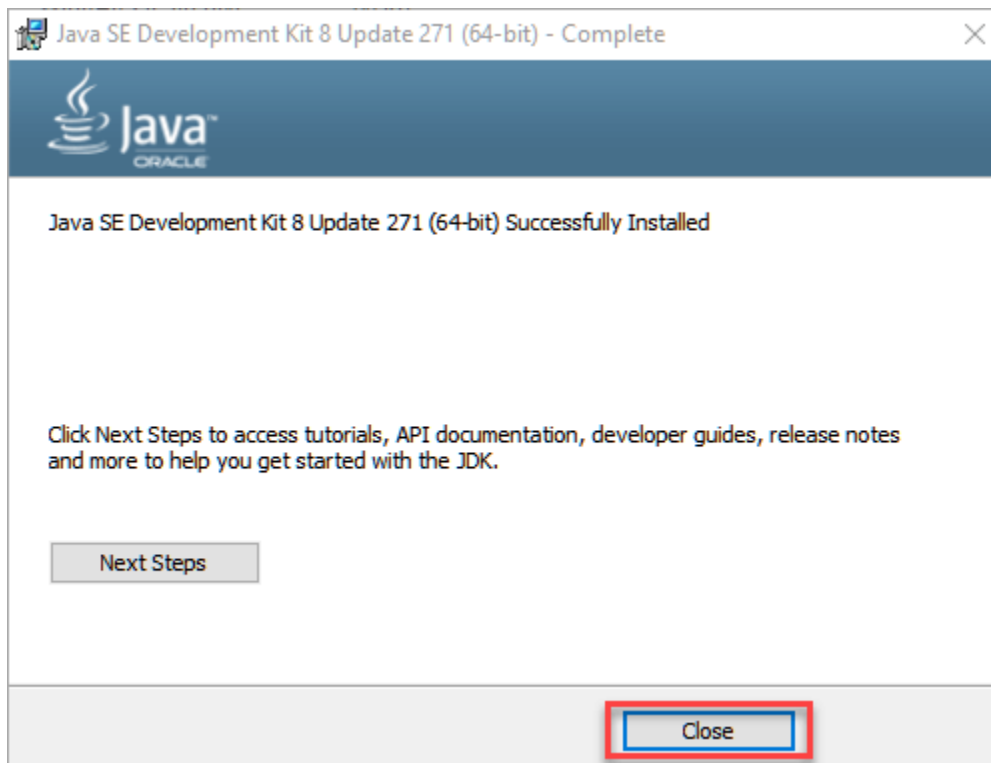 Java SE Development Kit 8 Update 271 (64-bit) - Complete
Java™
ORACLE
Java SE Development Kit 8 Update 271 (64-bit) Successfully Installed
Click Next Steps to access tutorials, API documentation, developer guides, release notes
and more to help you get started with the JDK.
Next Steps
Close